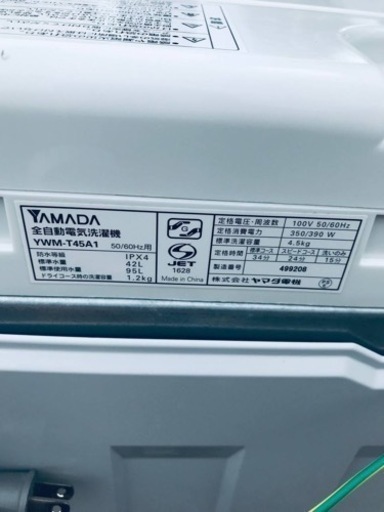 YAMADA
全自動電気洗濯機
YWM-T45A1 50/60Hz用
防水等級 IPX4
標準水量 42L
標準使用水量 95L
ドライコース時の洗濯容量 1.2kg
JET
1628
Made in China
定格電圧・周波数 100V 50/60Hz
定格消費電力 350/390 W
標準洗濯容量 4.5kg
定格時間 標準コース スピードコース 洗いのみ
34分 24分 15分
製造番号 499208
株式会社 ヤマダ電機